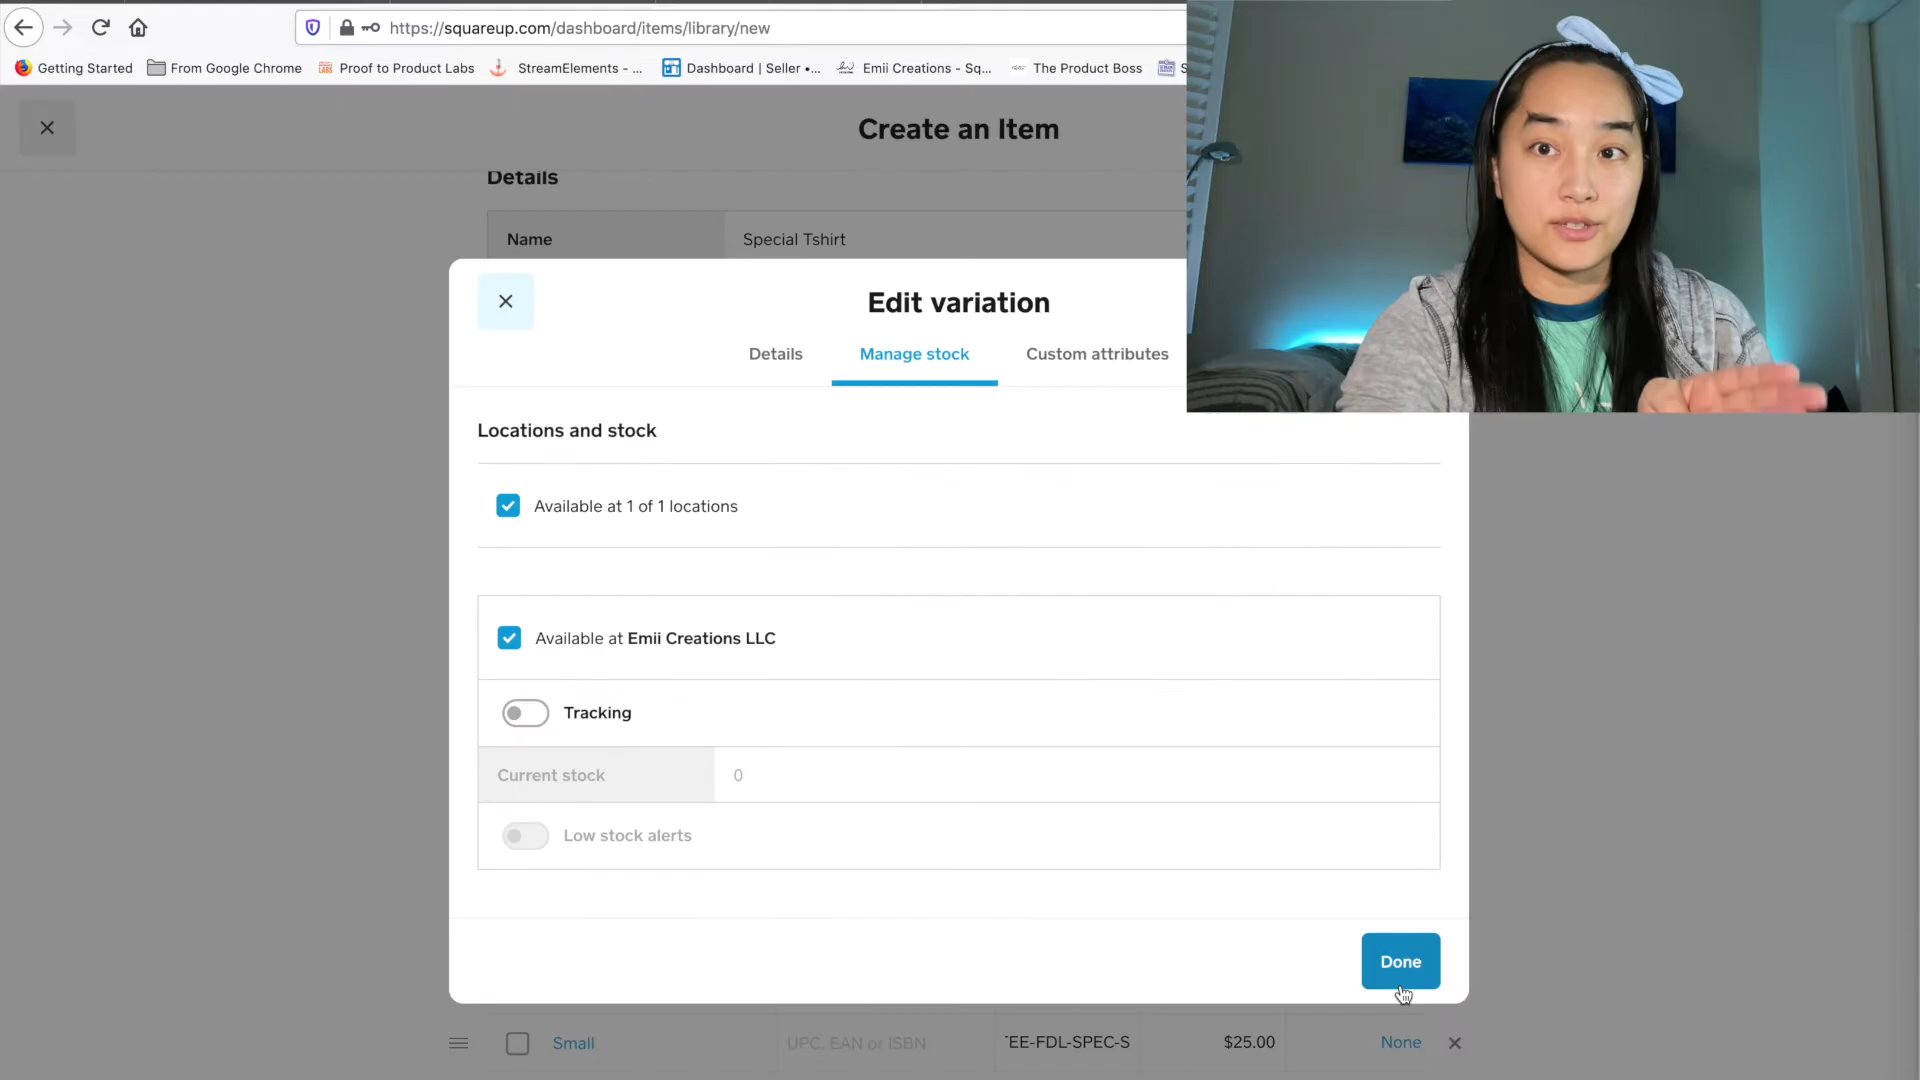 https://squareup.com/dashboard/items/library/new
Getting Started From Google Chrome Proof to Product Labs StreamElements - ... Dashboard | Seller •... Emii Creations - Sq... The Product Boss S
Create an Item
Details
Name Special Tshirt
Edit variation
Details Manage stock Custom attributes
Locations and stock
Available at 1 of 1 locations
Available at Emii Creations LLC
Tracking
Current stock 0
Low stock alerts
Done
Small UPC, EAN or ISBN TEE-FDL-SPEC-S $25.00 None